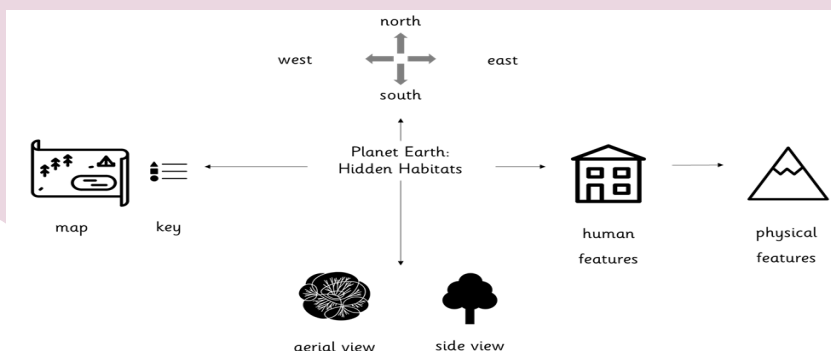 north
west
east
south
Planet Earth:
Hidden Habitats
map
key
human
features
physical
features
aerial view
side view